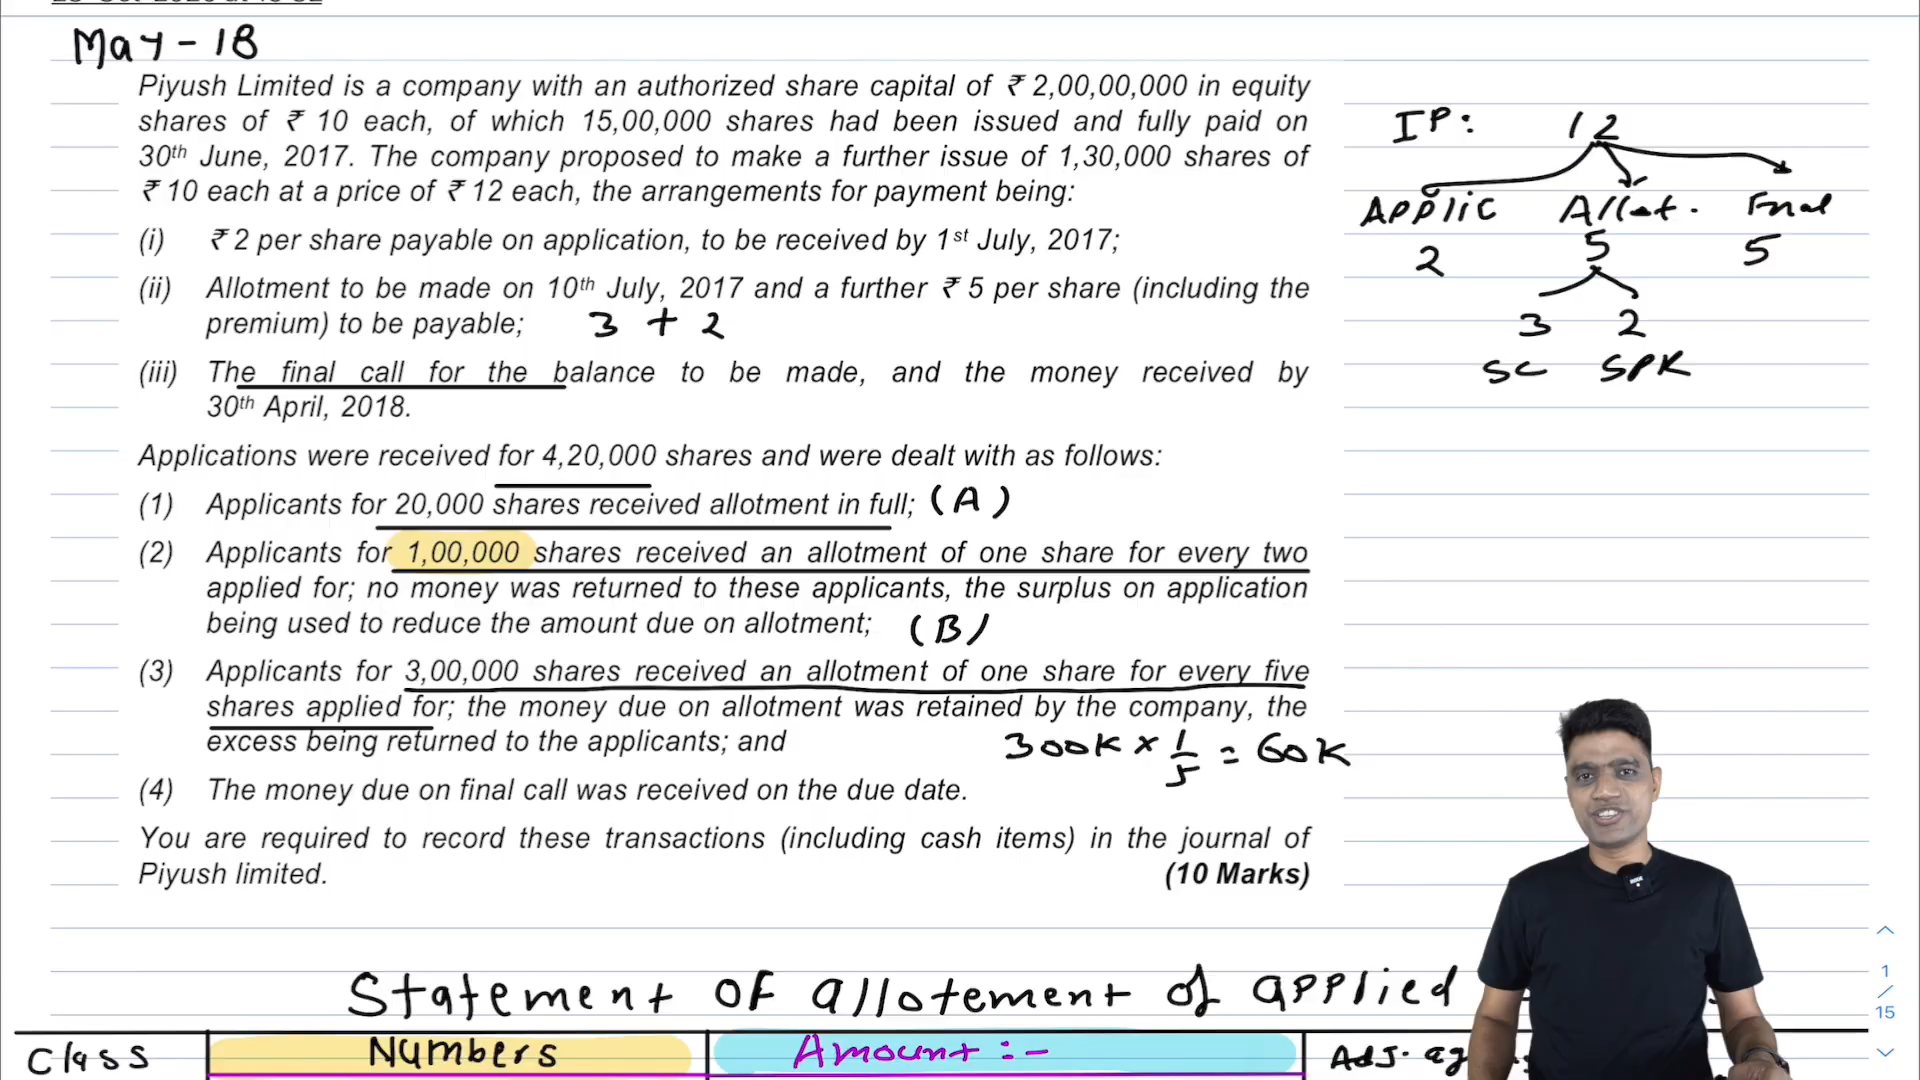 May-18
Piyush Limited is a company with an authorized share capital of ₹ 2,00,00,000 in equity
shares of ₹ 10 each, of which 15,00,000 shares had been issued and fully paid on
30th June, 2017. The company proposed to make a further issue of 1,30,000 shares of
₹ 10 each at a price of ₹ 12 each, the arrangements for payment being:
(i) ₹ 2 per share payable on application, to be received by 1st July, 2017;
(ii) Allotment to be made on 10th July, 2017 and a further ₹ 5 per share (including the
premium) to be payable; 3 + 2
(iii) The final call for the balance to be made, and the money received by
30th April, 2018.
Applications were received for 4,20,000 shares and were dealt with as follows:
(1) Applicants for 20,000 shares received allotment in full; (A)
(2) Applicants for 1,00,000 shares received an allotment of one share for every two
applied for; no money was returned to these applicants, the surplus on application
being used to reduce the amount due on allotment; (B)
(3) Applicants for 3,00,000 shares received an allotment of one share for every five
shares applied for; the money due on allotment was retained by the company, the
excess being returned to the applicants; and
300K × 1/5 = 60K
(4) The money due on final call was received on the due date.
You are required to record these transactions (including cash items) in the journal of
Piyush limited. (10 Marks)
IP: 12
Applic Allot. Final
2 5 5
3 2
SC SPR
Statement of allotement of applied
Class Numbers Amount :- Adj.
1
/
15